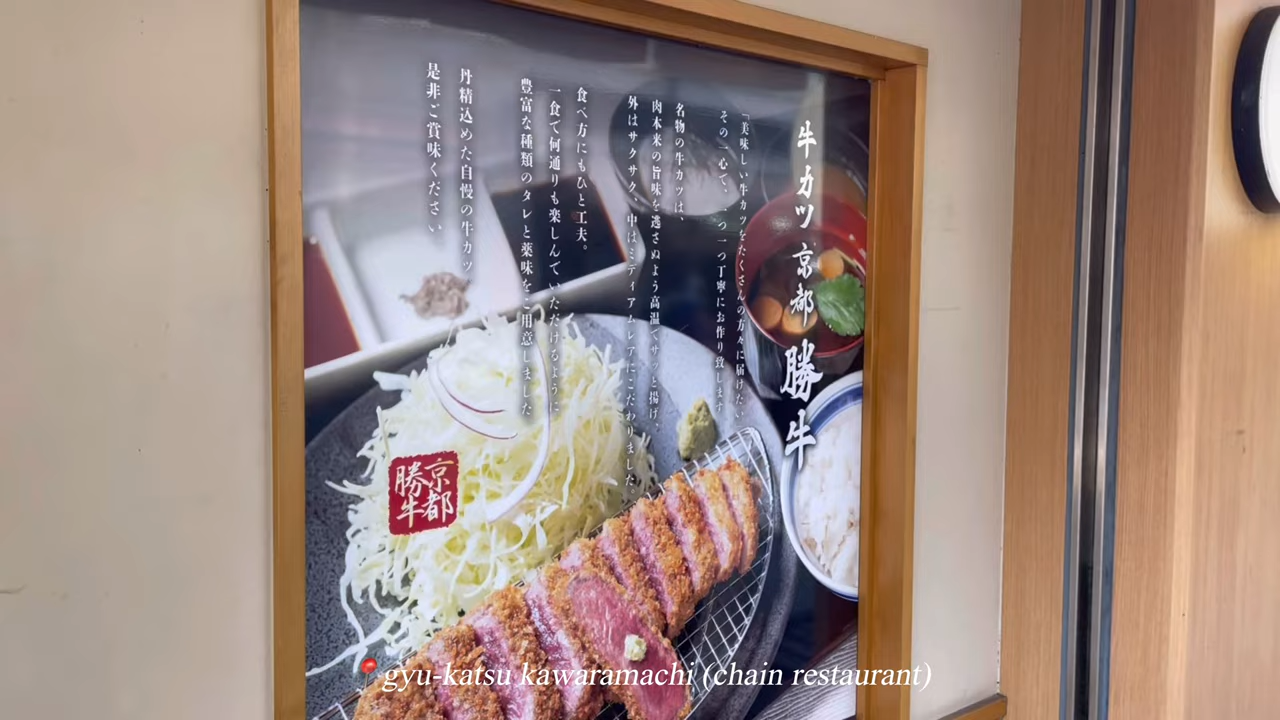 牛カツ 京都 勝牛
「美味しい牛カツをたくさんの方々に届けたい」
その一心で、一つ一つ丁寧にお作り致します
名物の牛カツは、
肉本来の旨味を逃さぬよう高温でサッと揚げ、
外はサクサク、中はミディアムレアにこだわりました
食べ方にもひと工夫。
一食で何通りも楽しんでいただけるように
豊富な種類のタレと薬味をご用意しました
丹精込めた自慢の牛カツ
是非ご賞味ください
京都
勝牛
gyu-katsu kawaramachi (chain restaurant)